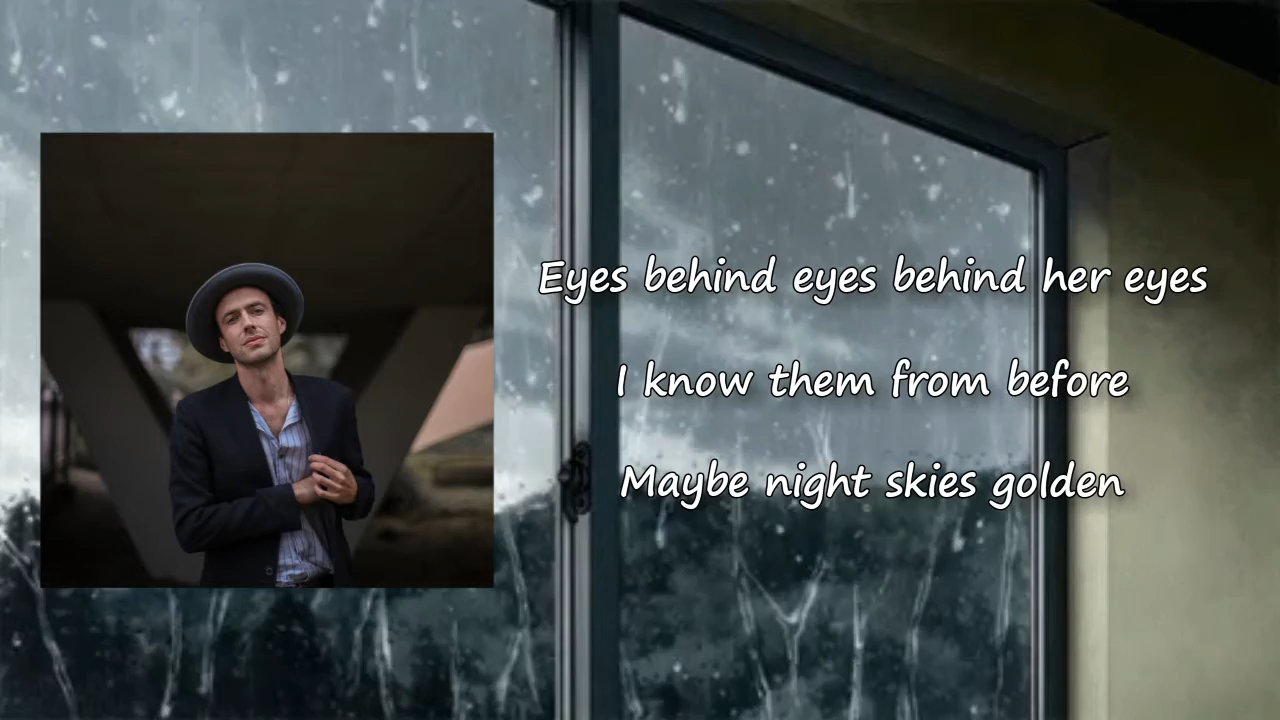 Eyes behind eyes behind her eyes
I know them from before
Maybe night skies golden